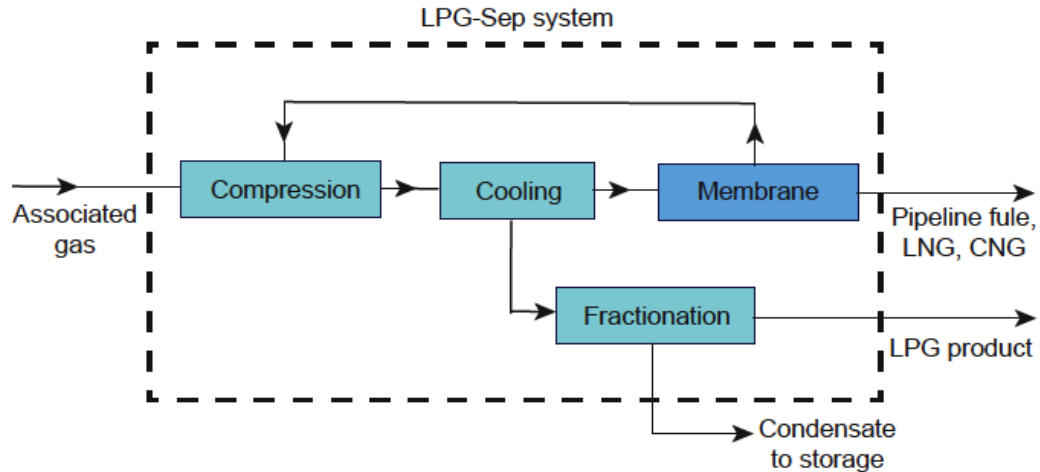 LPG-Sep system
Compression
Cooling
Membrane
Associated
gas
Pipeline fule,
LNG, CNG
Fractionation
LPG product
Condensate
to storage